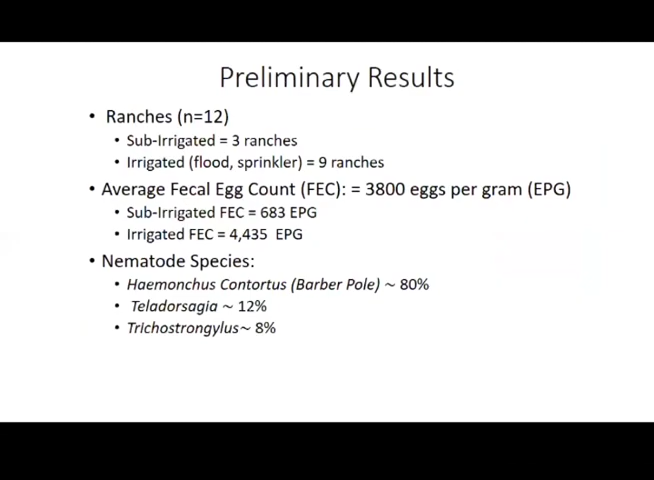 Preliminary Results
• Ranches (n=12)
• Sub-Irrigated = 3 ranches
• Irrigated (flood, sprinkler) = 9 ranches
• Average Fecal Egg Count (FEC): = 3800 eggs per gram (EPG)
• Sub-Irrigated FEC = 683 EPG
• Irrigated FEC = 4,435 EPG
• Nematode Species:
• Haemonchus Contortus (Barber Pole) ~ 80%
• Teladorsagia ~ 12%
• Trichostrongylus~ 8%